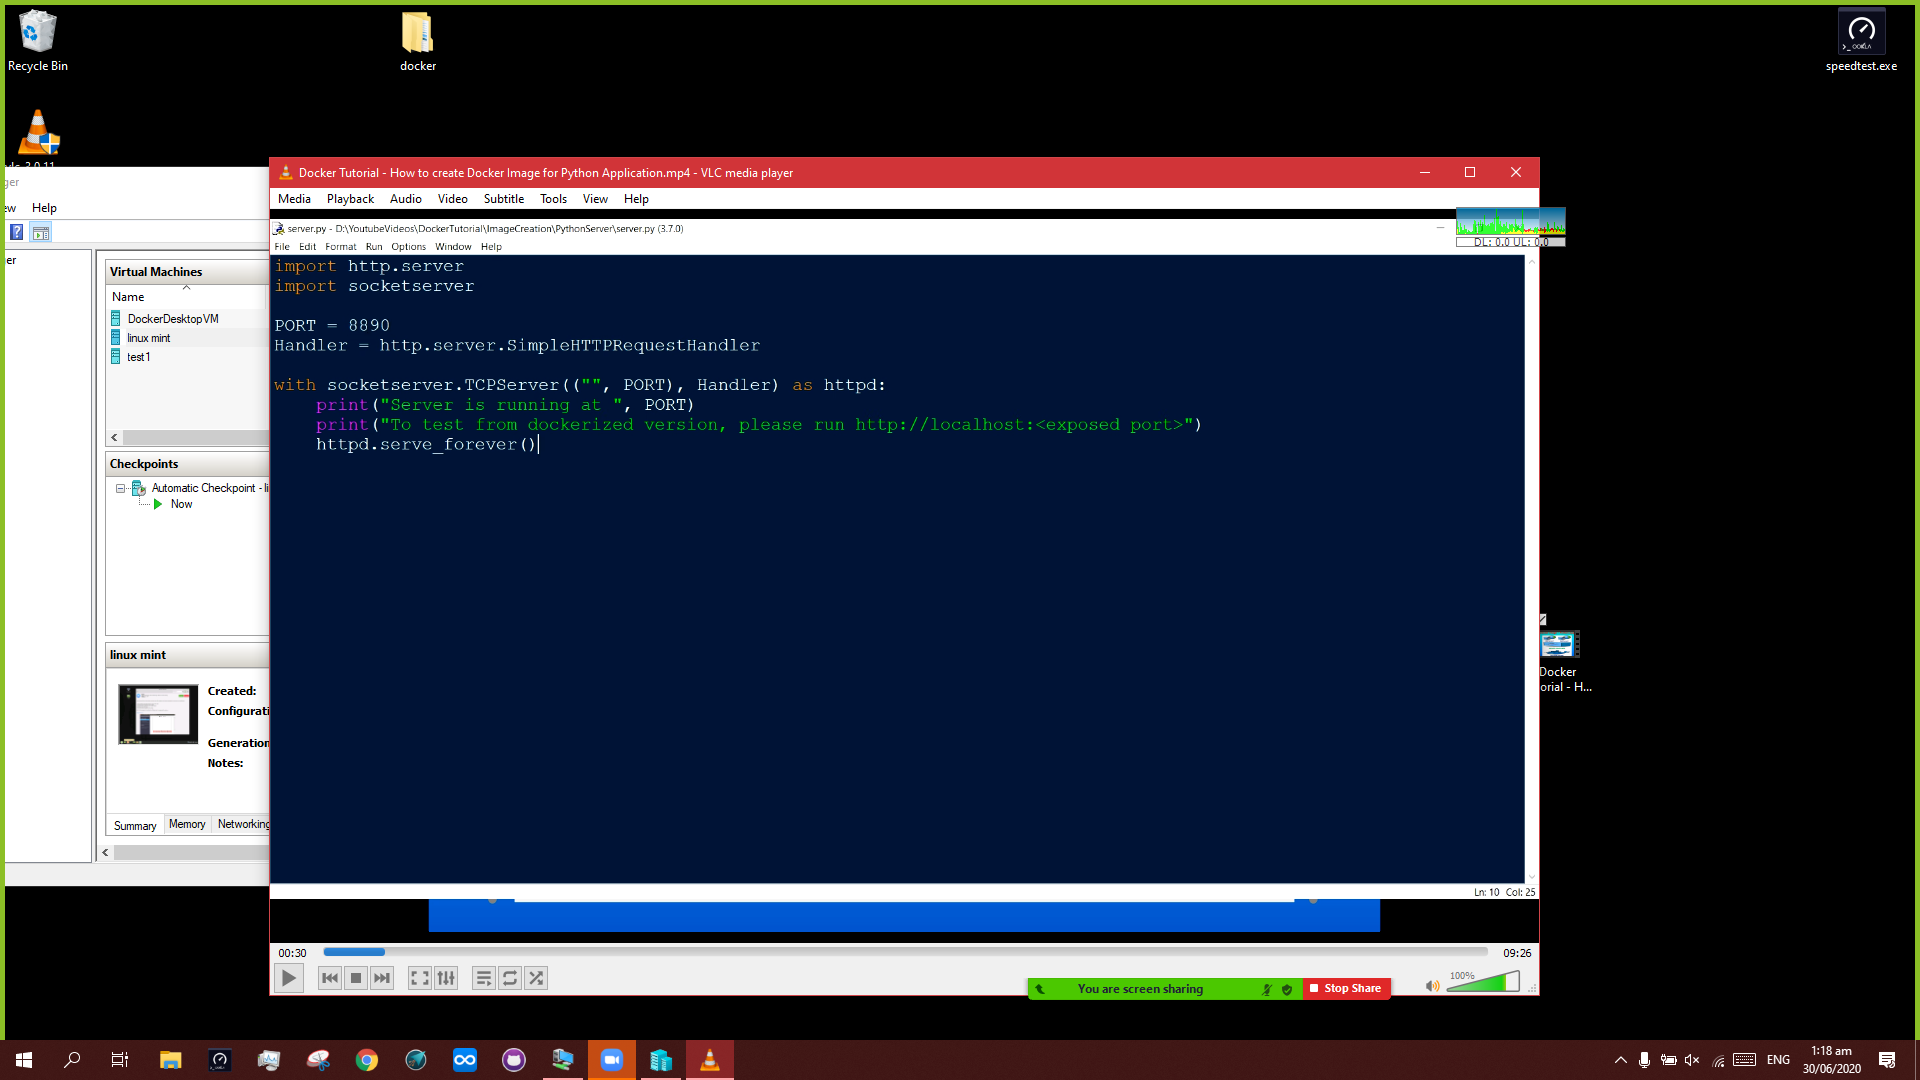 Recycle Bin
docker
OOKLA
speedtest.exe
Docker Tutorial - How to create Docker Image for Python Application.mp4 - VLC media player
ger
Media Playback Audio Video Subtitle Tools View Help
ew Help
server.py - D:\YoutubeVideos\DockerTutorial\ImageCreation\PythonServer\server.py (3.7.0)
DL: 0.0 UL: 0.0
File Edit Format Run Options Window Help
er
import http.server
import socketserver
PORT = 8890
Handler = http.server.SimpleHTTPRequestHandler
with socketserver.TCPServer(("", PORT), Handler) as httpd:
print("Server is running at ", PORT)
print("To test from dockerized version, please run http://localhost:<exposed port>")
httpd.serve_forever()
Virtual Machines
Name
DockerDesktopVM
linux mint
test1
Checkpoints
Automatic Checkpoint - li
Now
linux mint
Created:
Configurati
Generation
Notes:
Summary Memory Networking
Docker
orial - H...
Ln: 10 Col: 25
00:30
09:26
100%
You are screen sharing
Stop Share
ENG
1:18 am
30/06/2020